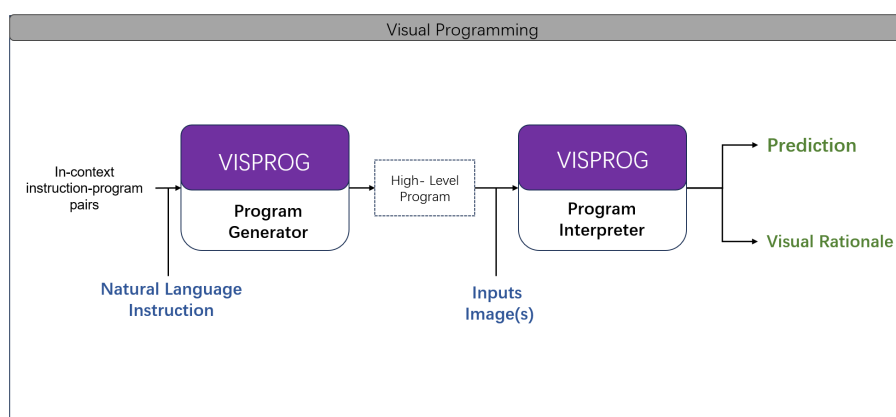 Visual Programming
In-context
instruction-program
pairs
VISPROG
Program
Generator
Natural Language
Instruction
High- Level
Program
VISPROG
Program
Interpreter
Inputs
Image(s)
Prediction
Visual Rationale